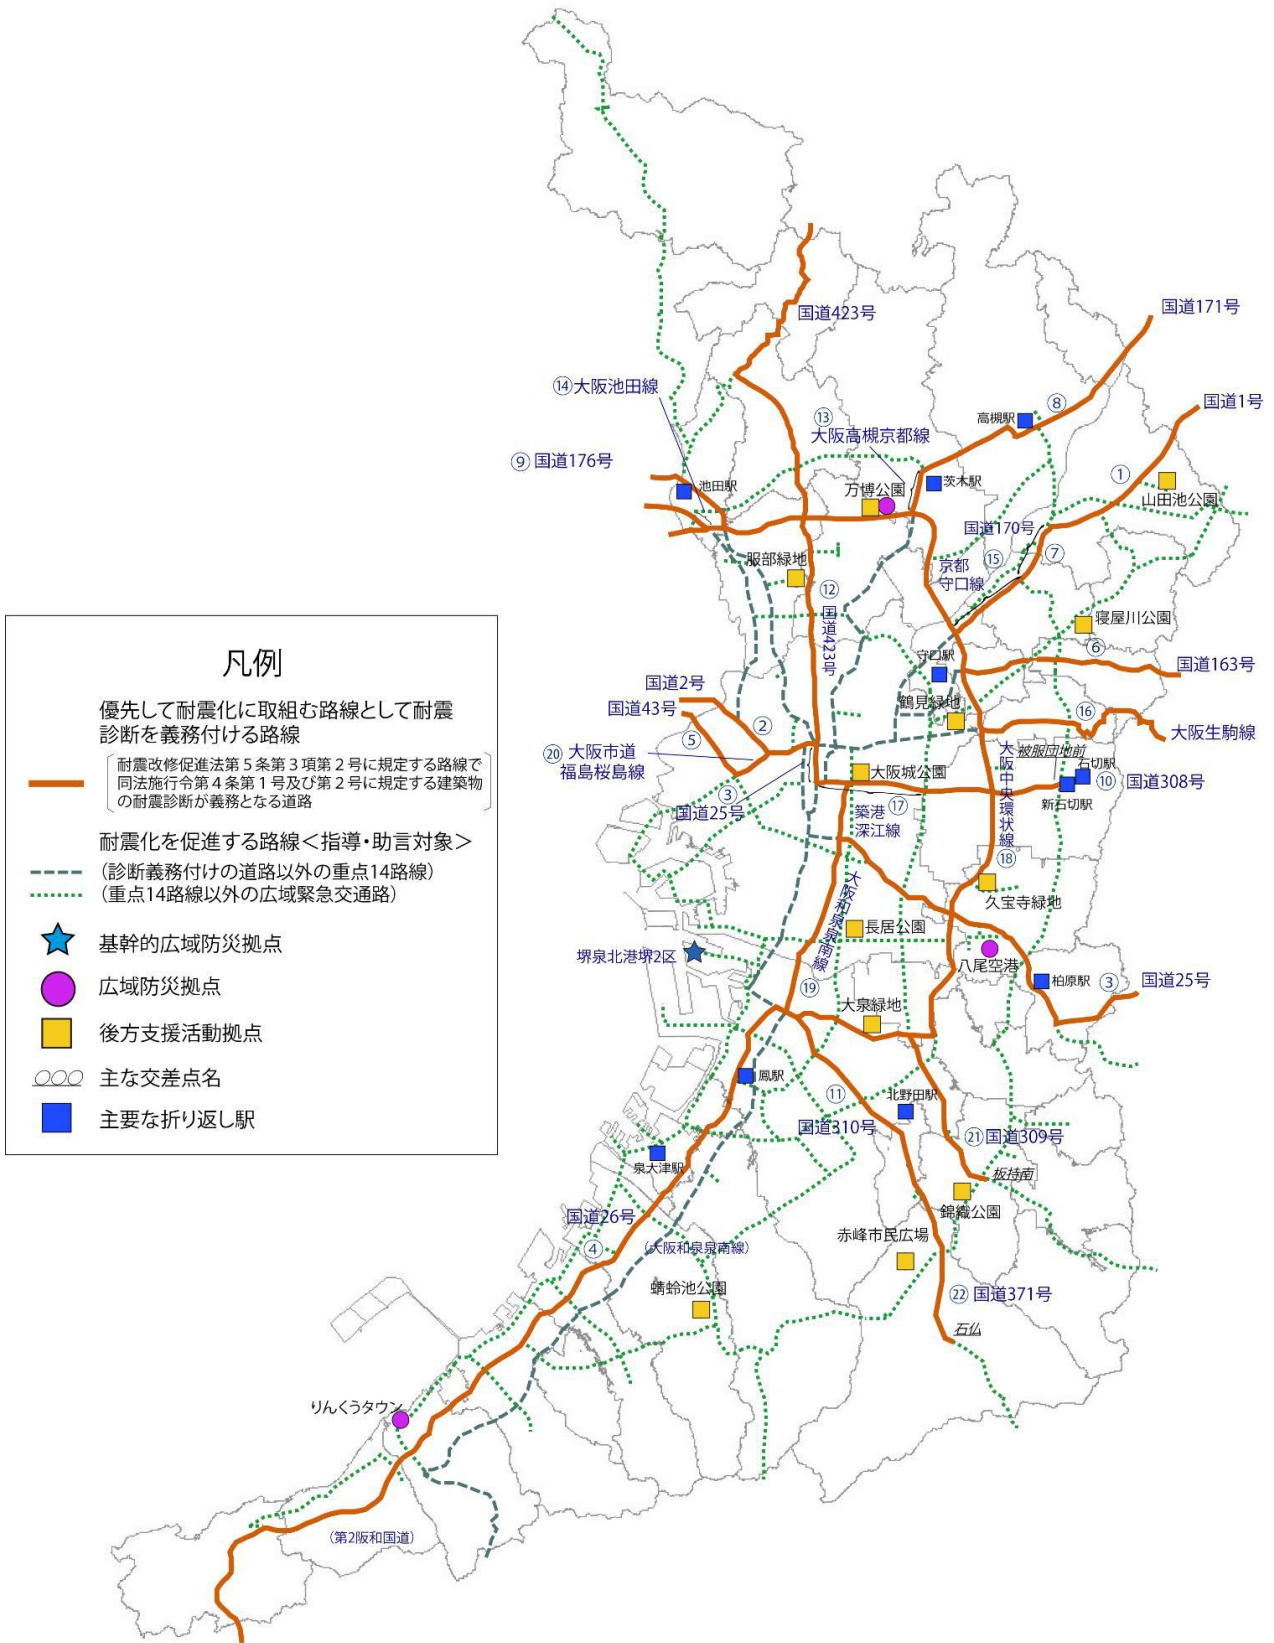 国道423号
国道171号
⑭大阪池田線
国道1号
⑧
⑬
大阪高槻京都線
高槻駅
⑨ 国道176号
①
池田駅
万博公園
茨木駅
山田池公園
国道170号
⑦
服部緑地
⑮
京都
守口線
⑫
国道423号
寝屋川公園
⑥
守口駅
国道163号
鶴見緑地
国道2号
国道43号
②
⑤
⑯
大阪生駒線
⑳ 大阪市道
福島桜島線
大阪中央環状線
被服団地前
石切駅
大阪城公園
⑩ 国道308号
③
国道25号
⑰
新石切駅
築港
深江線
⑱
久宝寺緑地
大阪和泉泉南線
長居公園
堺泉北港堺2区
八尾空港
柏原駅
③ 国道25号
⑲
大泉緑地
鳳駅
⑪
北野田駅
国道310号
㉑国道309号
泉大津駅
板持南
錦織公園
国道26号
④
(大阪和泉泉南線)
赤峰市民広場
蜻蛉池公園
㉒ 国道371号
石仏
りんくうタウン
(第2阪和国道)
凡例
優先して耐震化に取組む路線として耐震
診断を義務付ける路線
耐震改修促進法第5条第3項第2号に規定する路線で
同法施行令第4条第1号及び第2号に規定する建築物
の耐震診断が義務となる道路
耐震化を促進する路線<指導・助言対象>
(診断義務付けの道路以外の重点14路線)
(重点14路線以外の広域緊急交通路)
基幹的広域防災拠点
広域防災拠点
後方支援活動拠点
○○○ 主な交差点名
主要な折り返し駅